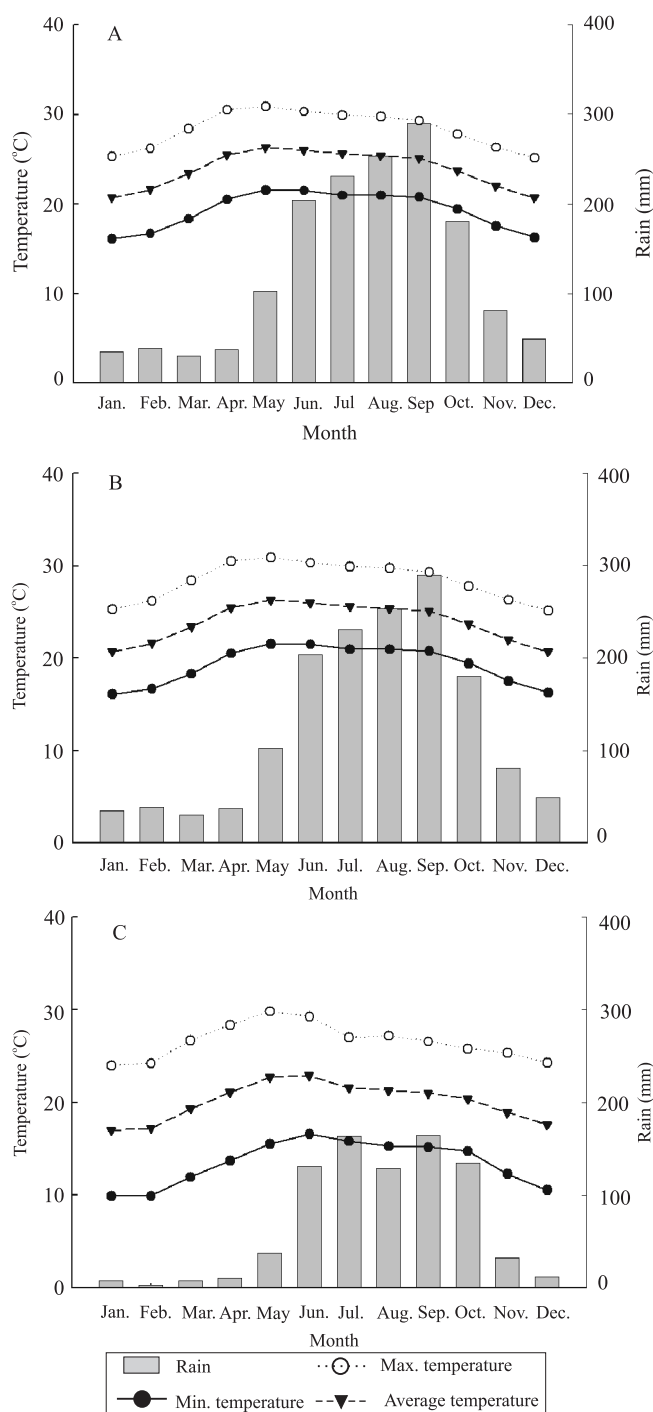 A
40
30
20
10
0
Temperature (°C)
400
300
200
100
0
Rain (mm)
Jan. Feb. Mar. Apr. May Jun. Jul Aug. Sep Oct. Nov. Dec.
Month
B
40
30
20
10
0
Temperature (°C)
400
300
200
100
0
Rain (mm)
Jan. Feb. Mar. Apr. May Jun. Jul. Aug. Sep. Oct. Nov. Dec.
Month
C
40
30
20
10
0
Temperature (°C)
400
300
200
100
0
Rain (mm)
Jan. Feb. Mar. Apr. May Jun. Jul. Aug. Sep. Oct. Nov. Dec.
Month
Rain Max. temperature
Min. temperature Average temperature